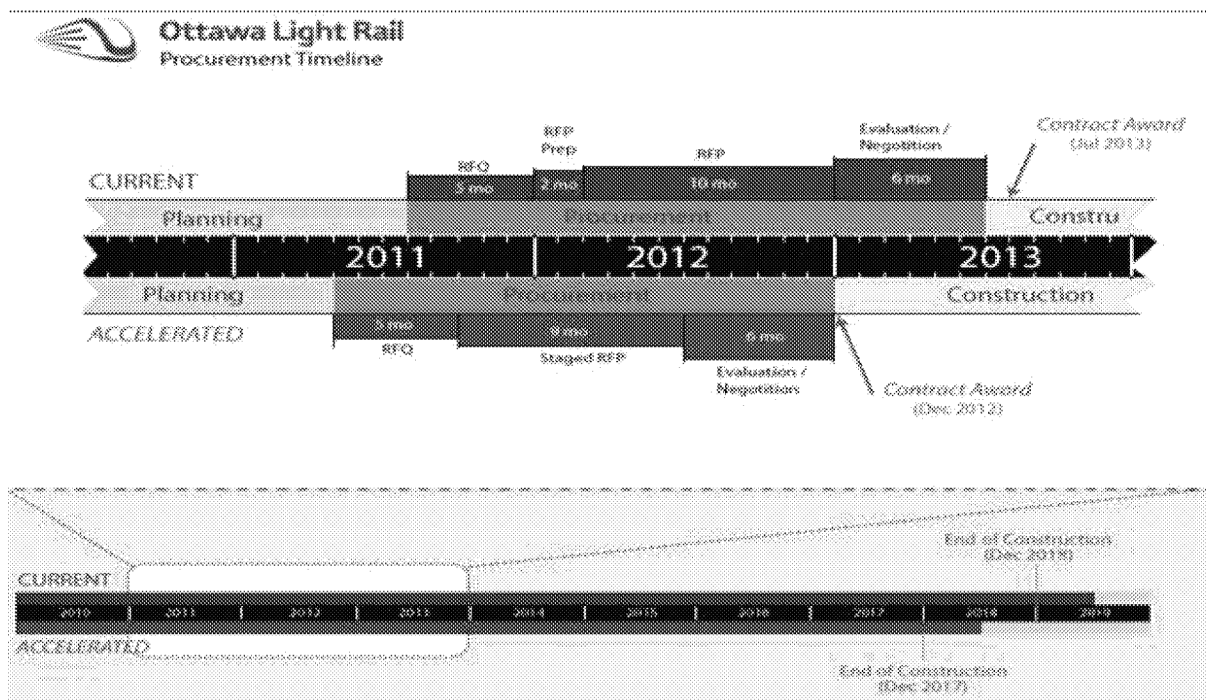 Ottawa Light Rail
Procurement Timeline
CURRENT
RFQ
5 mo
RFP
Prep
2 mo
RFP
10 mo
Evaluation /
Negotition
6 mo
Contract Award
(Jul 2013)
Planning
Procurement
Constru
2011
2012
2013
Planning
Procurement
Construction
ACCELERATED
5 mo
RFQ
9 mo
Staged RFP
6 mo
Evaluation /
Negotition
Contract Award
(Dec 2012)
End of Construction
(Dec 2018)
CURRENT
2010 2011 2012 2013 2014 2015 2016 2017 2018 2019
ACCELERATED
End of Construction
(Dec 2017)